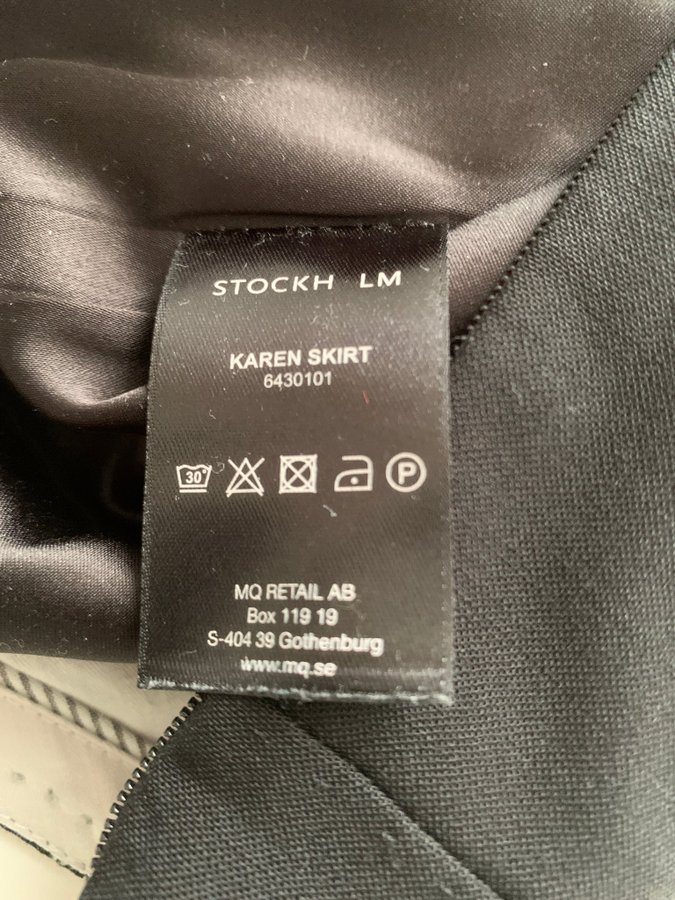 STOCKH LM
KAREN SKIRT
6430101
30°
P
MQ RETAIL AB
Box 119 19
S-404 39 Gothenburg
www.mq.se